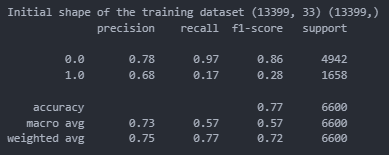 Initial shape of the training dataset (13399, 33) (13399,)
precision recall f1-score support
0.0 0.78 0.97 0.86 4942
1.0 0.68 0.17 0.28 1658
accuracy 0.77 6600
macro avg 0.73 0.57 0.57 6600
weighted avg 0.75 0.77 0.72 6600